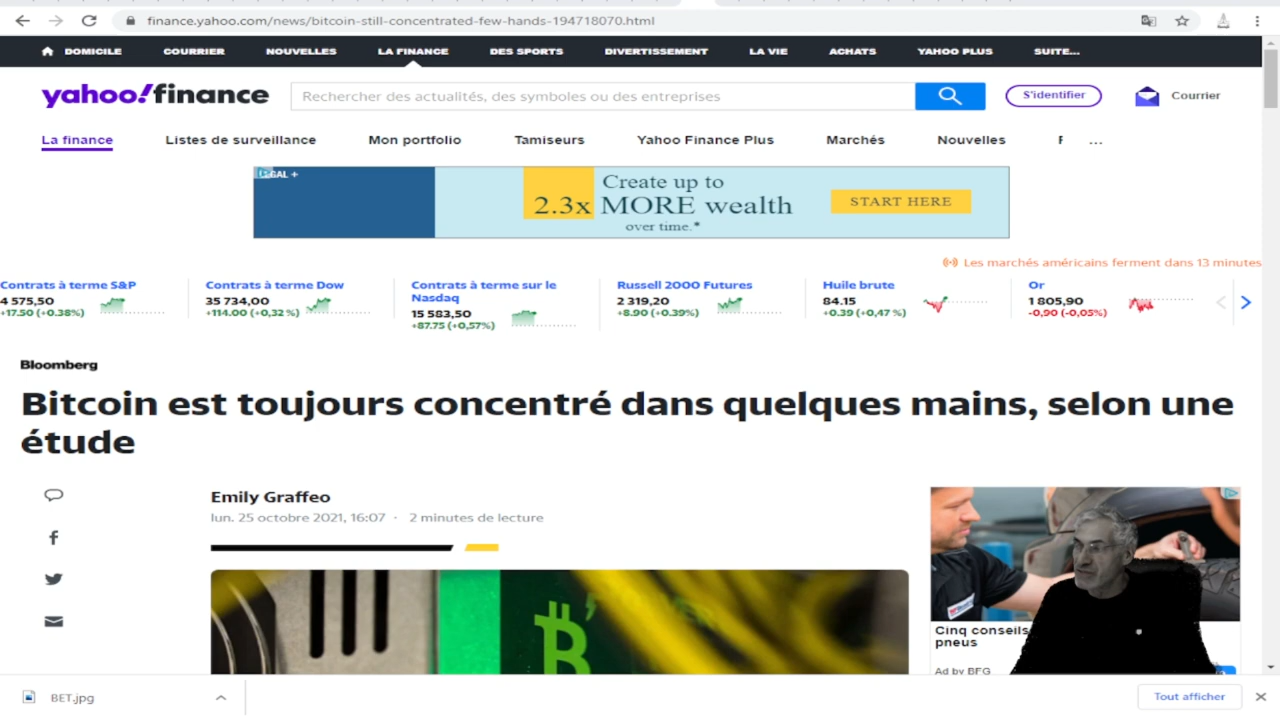 finance.yahoo.com/news/bitcoin-still-concentrated-few-hands-194718070.html
DOMICILE COURRIER NOUVELLES LA FINANCE DES SPORTS DIVERTISSEMENT LA VIE ACHATS YAHOO PLUS SUITE...
yahoo!finance Rechercher des actualités, des symboles ou des entreprises S'identifier Courrier
La finance Listes de surveillance Mon portfolio Tamiseurs Yahoo Finance Plus Marchés Nouvelles ...
Create up to
2.3x MORE wealth START HERE
over time.*
Les marchés américains ferment dans 13 minutes
Contrats à terme S&P
4 575,50
+17.50 (+0.38%)
Contrats à terme Dow
35 734,00
+114.00 (+0,32 %)
Contrats à terme sur le
Nasdaq
15 583,50
+87.75 (+0,57%)
Russell 2000 Futures
2 319,20
+8.90 (+0.39%)
Huile brute
84.15
+0.39 (+0,47 %)
Or
1 805,90
-0,90 (-0,05%)
Bloomberg
Bitcoin est toujours concentré dans quelques mains, selon une
étude
Emily Graffeo
lun. 25 octobre 2021, 16:07 · 2 minutes de lecture
Cinq conseils
pneus
Ad by BFG
BET.jpg Tout afficher